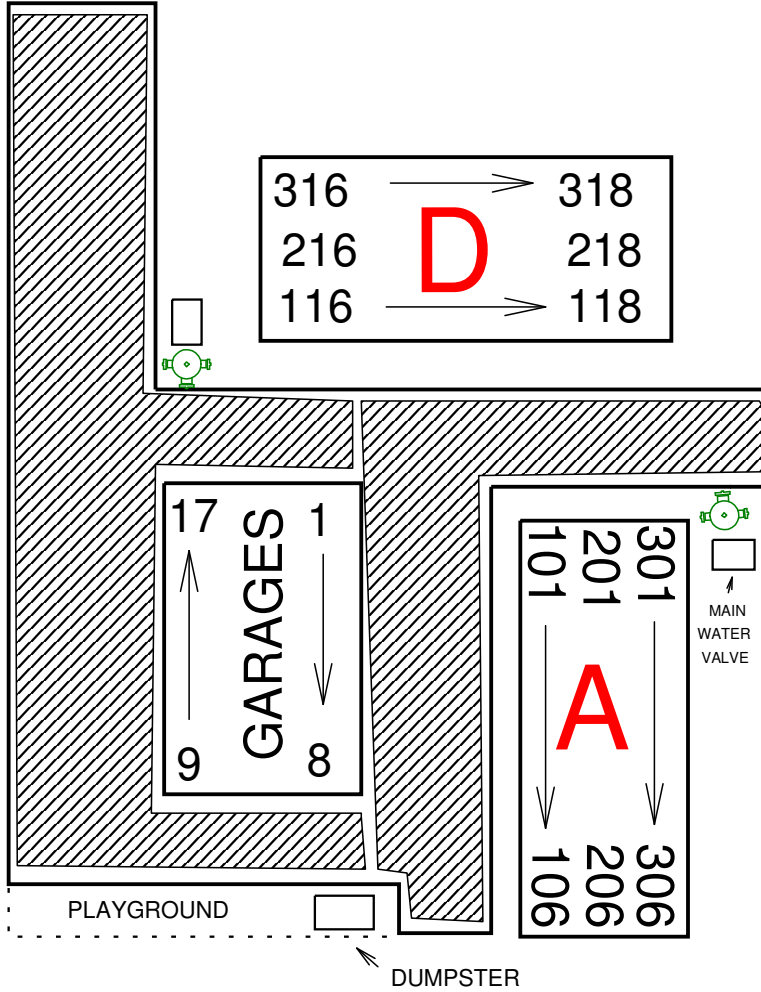 316 318
D
216 218
116 118
17 1
GARAGES
9 8
101 201 301
A
106 206 306
MAIN
WATER
VALVE
PLAYGROUND
DUMPSTER